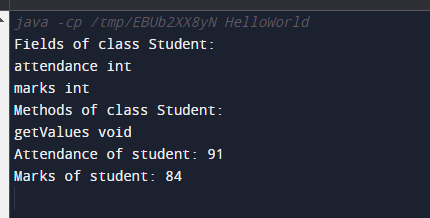 java -cp /tmp/EBUb2XX8yN HelloWorld
Fields of class Student:
attendance int
marks int
Methods of class Student:
getValues void
Attendance of student: 91
Marks of student: 84